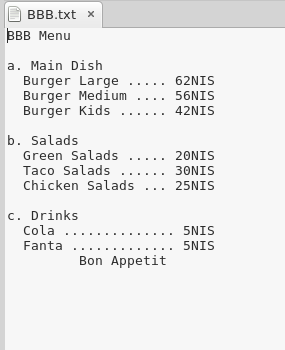 BBB.txt ×
BBB Menu

a. Main Dish
  Burger Large ..... 62NIS
  Burger Medium .... 56NIS
  Burger Kids ...... 42NIS

b. Salads
  Green Salads ..... 20NIS
  Taco Salads ...... 30NIS
  Chicken Salads ... 25NIS

c. Drinks
  Cola .............. 5NIS
  Fanta ............. 5NIS
         Bon Appetit